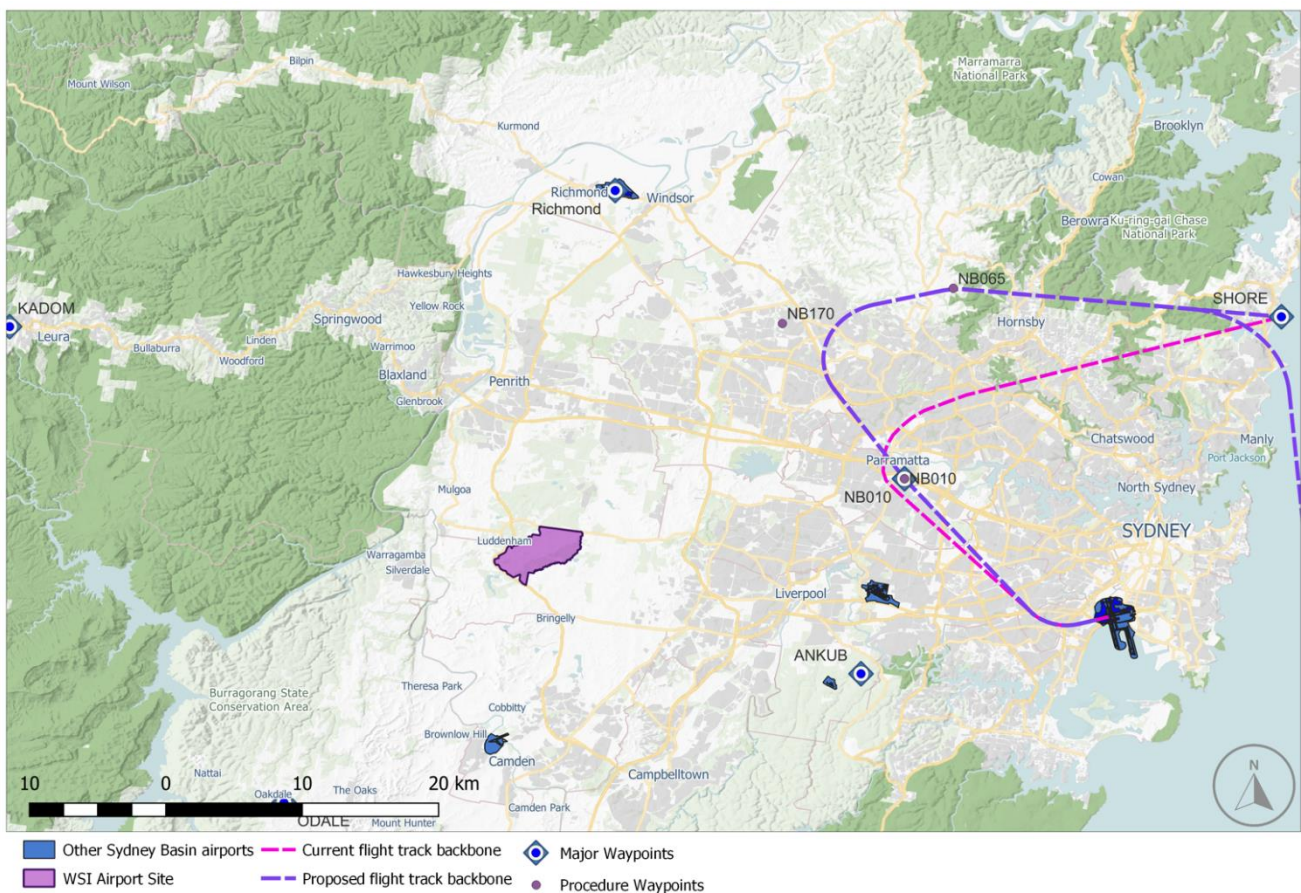 Marramarra
National Park
Bilpin
Mount Wilson
Kurmond
Brooklyn
Cowan
Richmond
Windsor
Richmond
Berowra
Ku-ring-gai Chase
National Park
Hawkesbury Heights
NB065
KADOM
Yellow Rock
SHORE
Springwood
NB170
Hornsby
Leura
Linden
Bullaburra
Warrimoo
Woodford
Blaxland
Penrith
Glenbrook
Chatswood
Manly
Parramatta
Port Jackson
NB010
Mulgoa
NB010
North Sydney
SYDNEY
Luddenham
Warragamba
Silverdale
Liverpool
Bringelly
ANKUB
Theresa Park
Burragorang State
Conservation Area
Cobbitty
Brownlow Hill
Camden
Nattai
Campbelltown
10 0 10 20 km
Oakdale
The Oaks
Camden Park
ODALE
Mount Hunter
N
Other Sydney Basin airports
Current flight track backbone
Major Waypoints
WSI Airport Site
Proposed flight track backbone
Procedure Waypoints